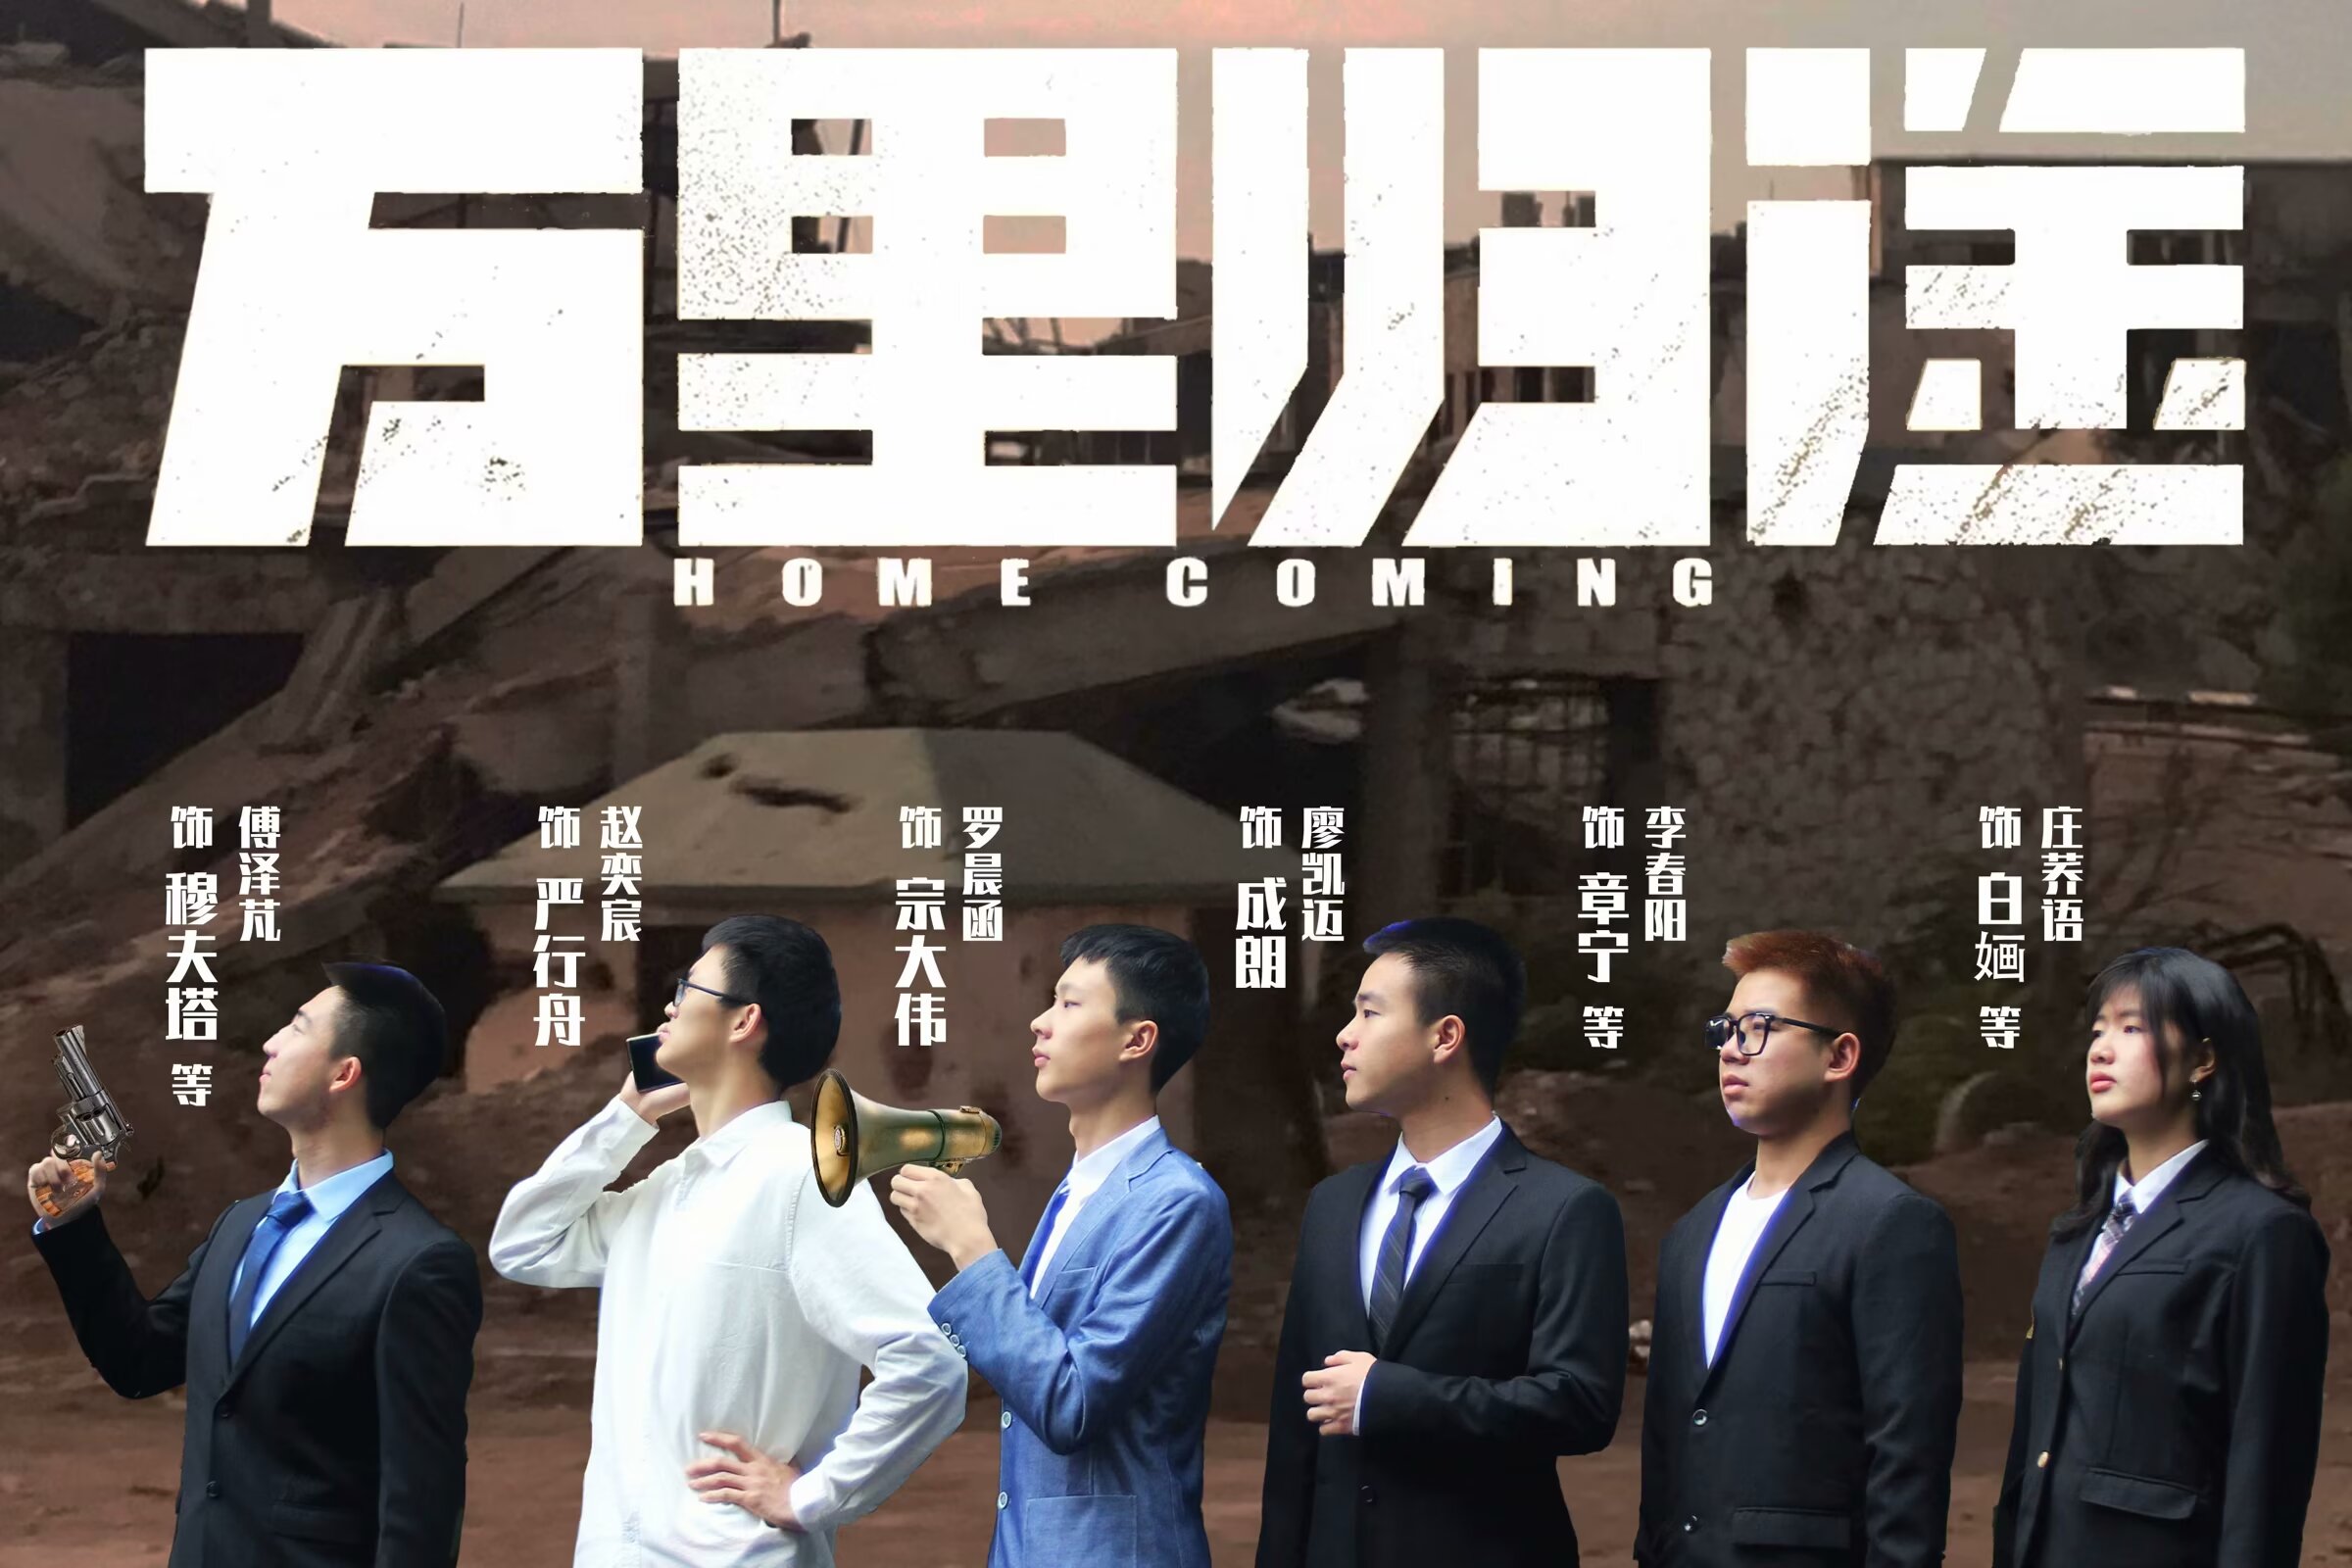 万里归途
HOME COMING
傅泽芃
饰 穆夫塔 等
赵奕宸
饰 严行舟
罗晨函
饰 宗大伟
廖凯迈
饰 成朗
李春阳
饰 章宁 等
庄荞语
饰 白婳 等